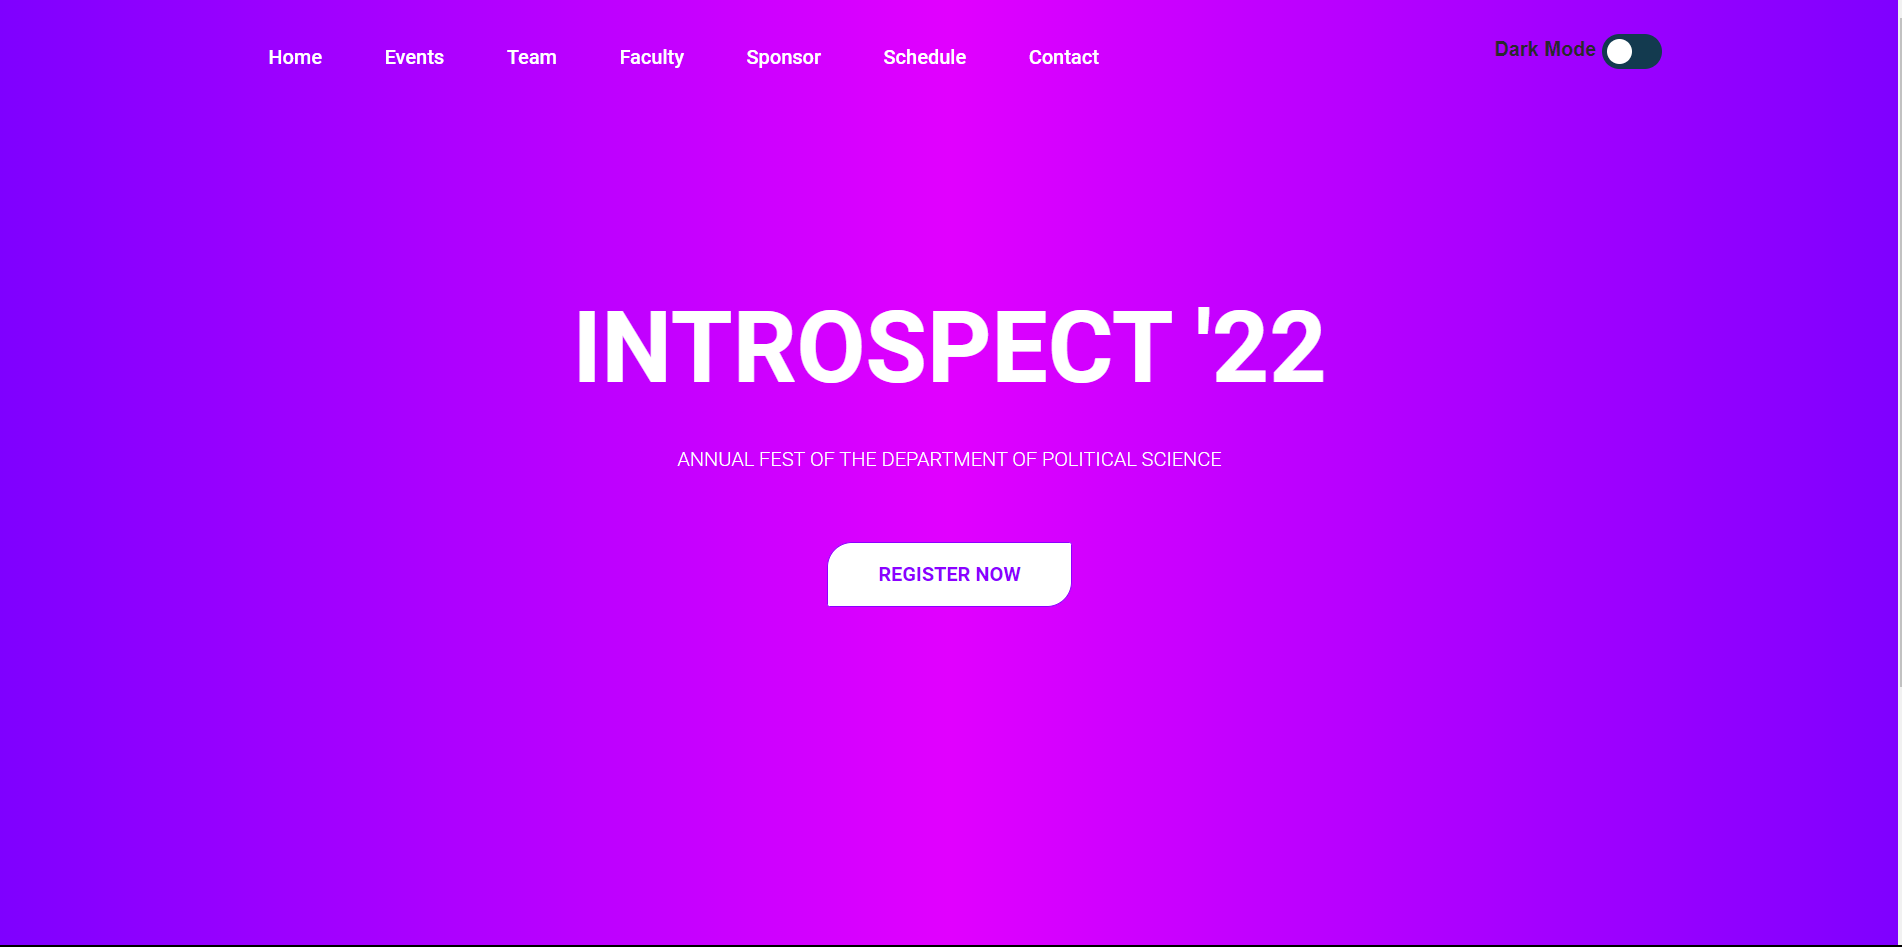 Home Events Team Faculty Sponsor Schedule Contact Dark Mode
INTROSPECT '22
ANNUAL FEST OF THE DEPARTMENT OF POLITICAL SCIENCE
REGISTER NOW